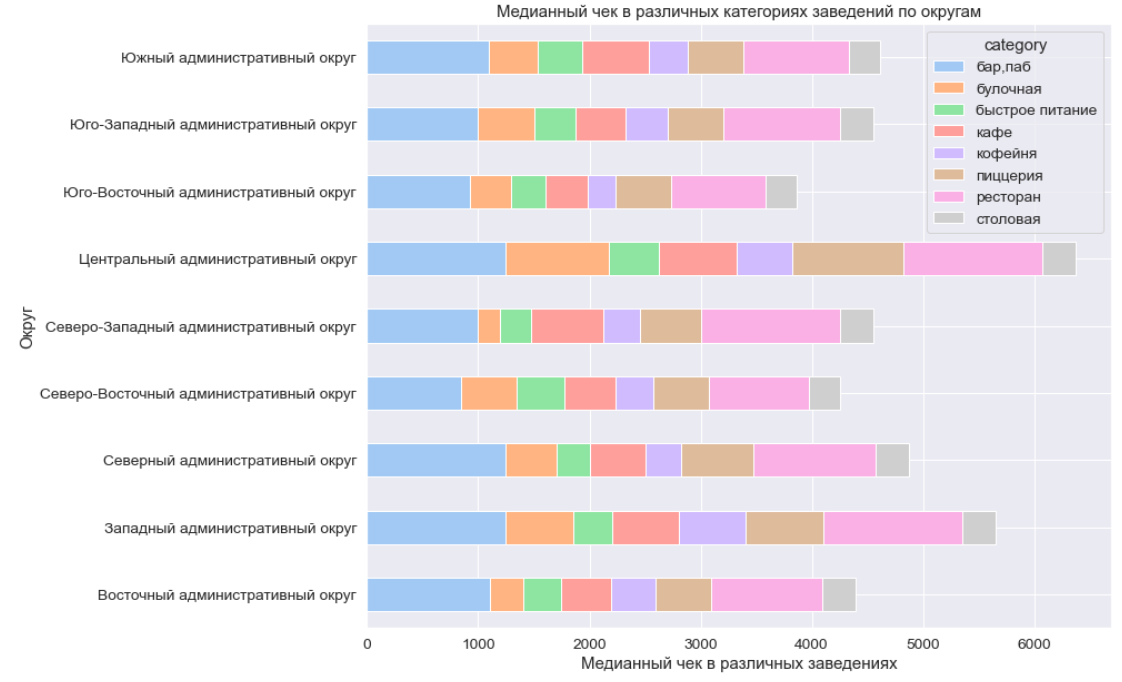 Медианный чек в различных категориях заведений по округам
category
бар,паб
булочная
быстрое питание
кафе
кофейня
пиццерия
ресторан
столовая
Округ
Южный административный округ
Юго-Западный административный округ
Юго-Восточный административный округ
Центральный административный округ
Северо-Западный административный округ
Северо-Восточный административный округ
Северный административный округ
Западный административный округ
Восточный административный округ
0 1000 2000 3000 4000 5000 6000
Медианный чек в различных заведениях